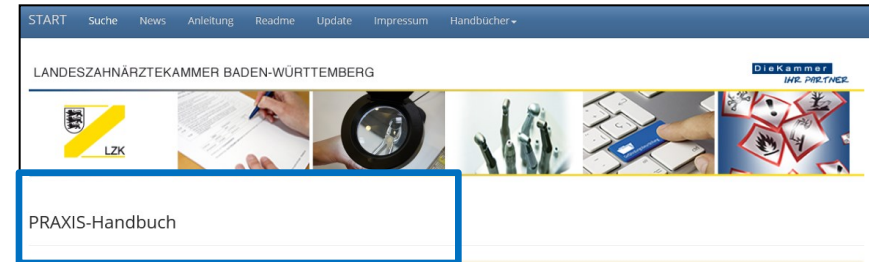 START Suche News Anleitung Readme Update Impressum Handbücher
LANDESZAHNÄRZTEKAMMER BADEN-WÜRTTEMBERG
DieKammer
IHR PARTNER
LZK
PRAXIS-Handbuch